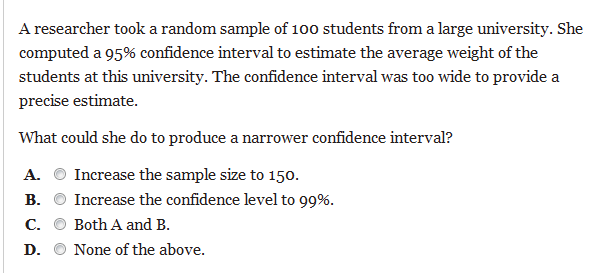 A researcher took a random sample of 100 students from a large university. She
computed a 95% confidence interval to estimate the average weight of the
students at this university. The confidence interval was too wide to provide a
precise estimate.
What could she do to produce a narrower confidence interval?
A. Increase the sample size to 150.
B. Increase the confidence level to 99%.
C. Both A and B.
D. None of the above.